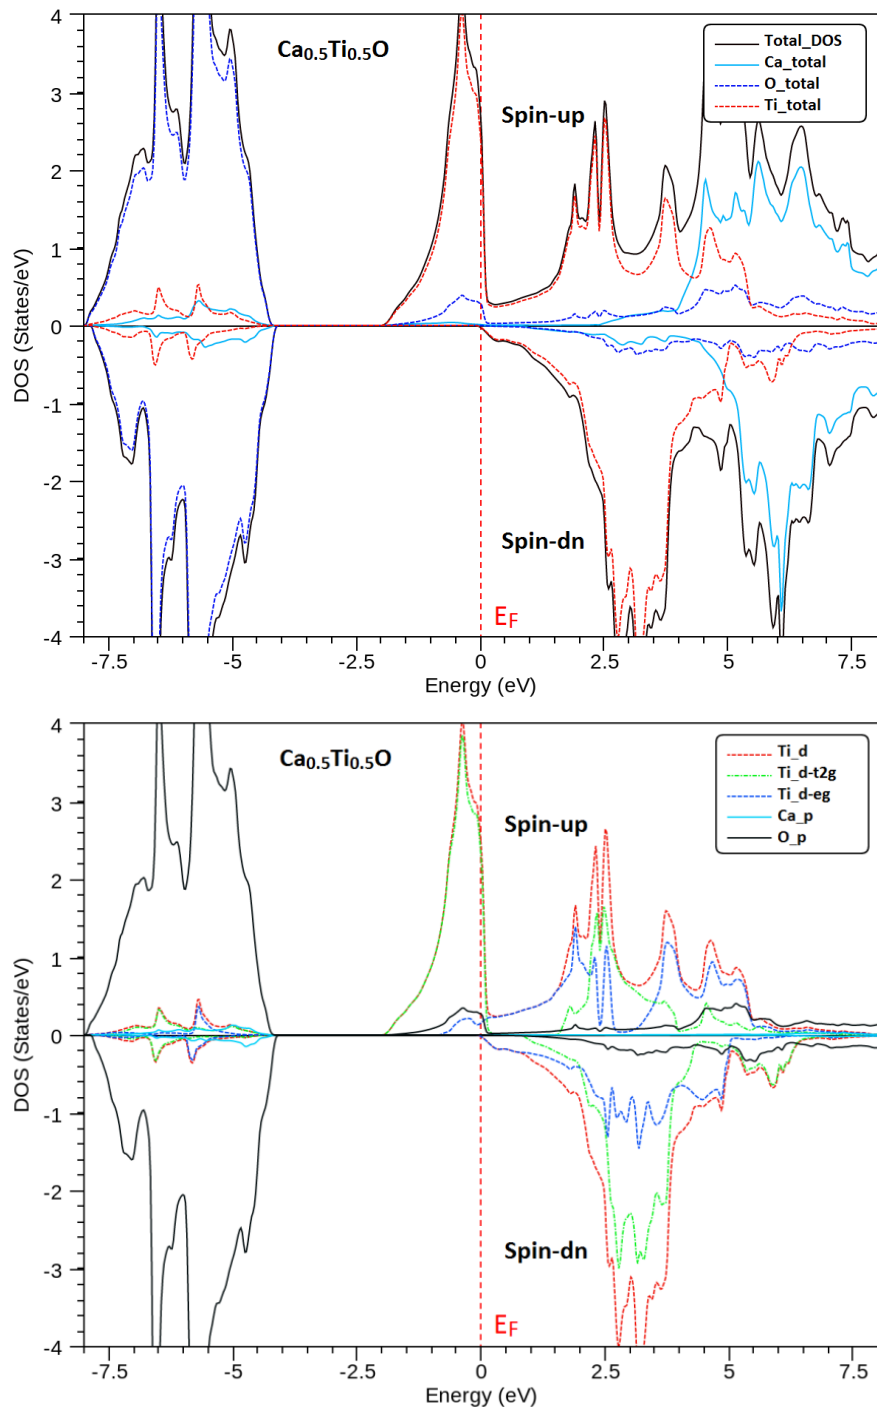 4
3
2
1
0
-1
-2
-3
-4
DOS (States/eV)
Ca0.5Ti0.5O
Total_DOS
Ca_total
O_total
Ti_total
Spin-up
Spin-dn
EF
-7.5 -5 -2.5 0 2.5 5 7.5
Energy (eV)
4
3
2
1
0
-1
-2
-3
-4
DOS (States/eV)
Ca0.5Ti0.5O
Ti_d
Ti_d-t2g
Ti_d-eg
Ca_p
O_p
Spin-up
Spin-dn
EF
-7.5 -5 -2.5 0 2.5 5 7.5
Energy (eV)